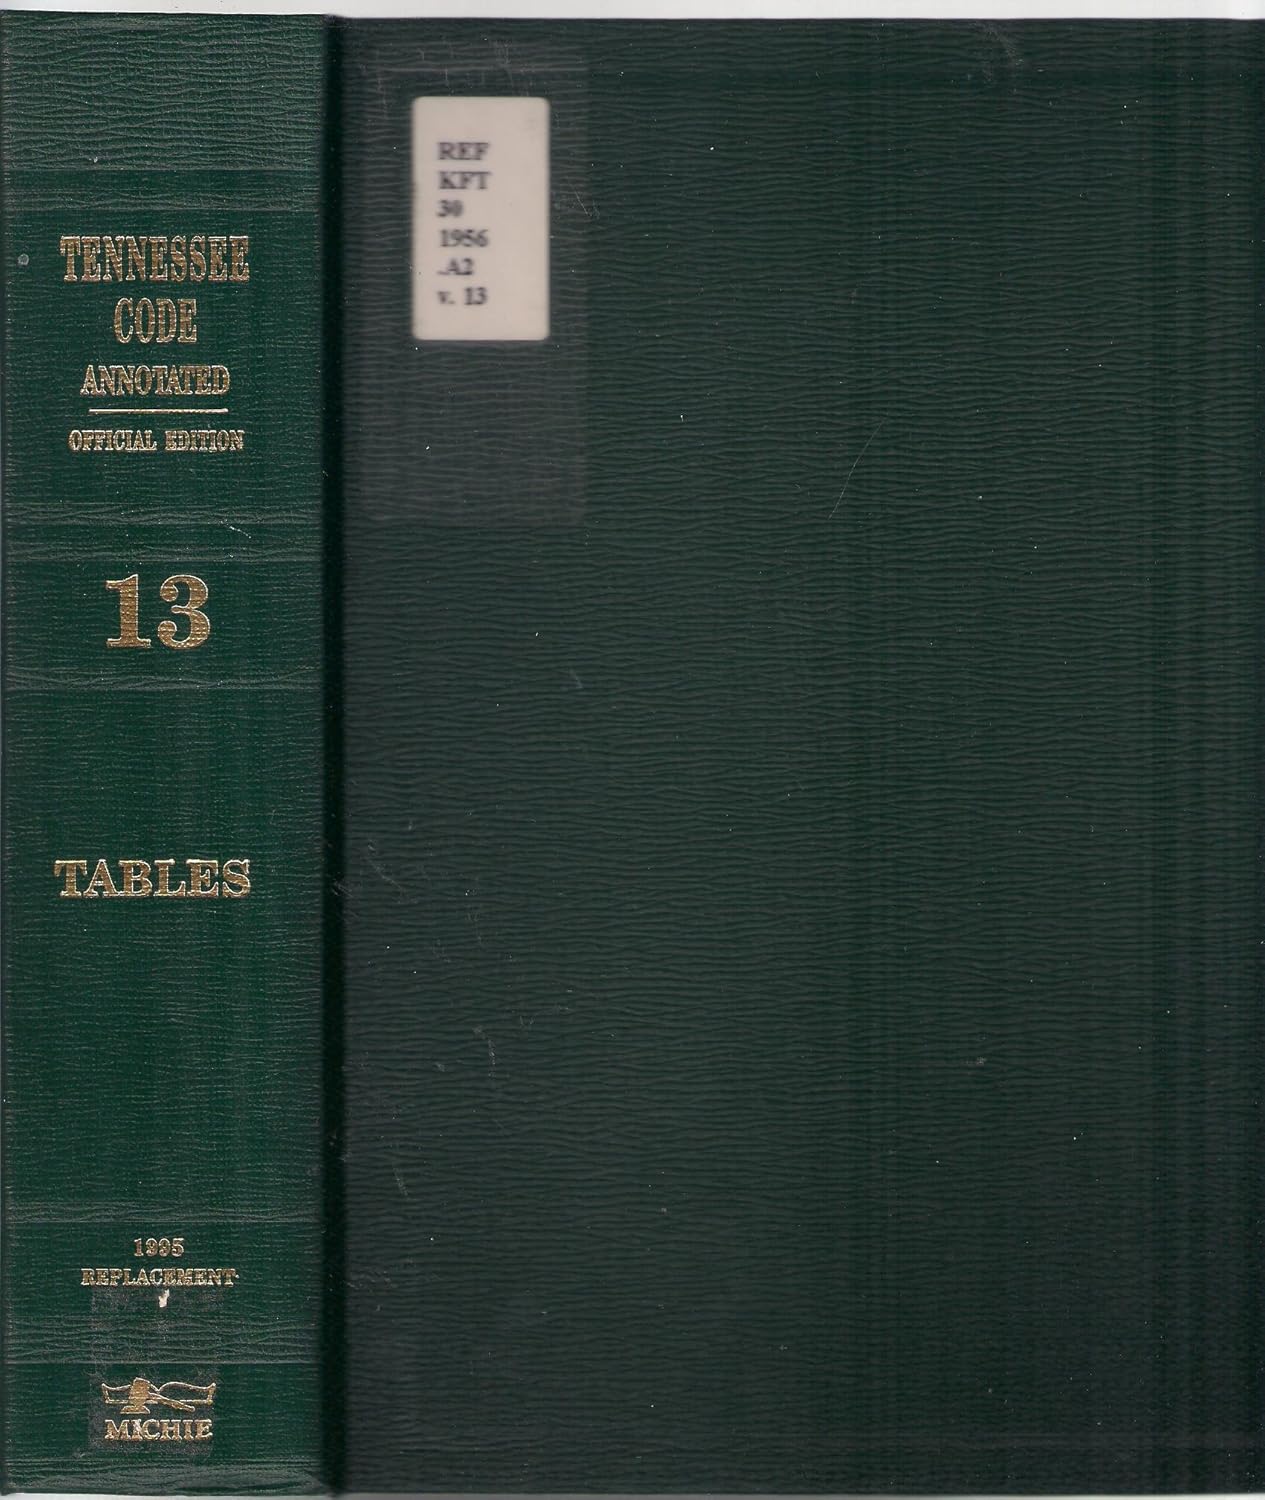 TENNESSEE
CODE
ANNOTATED
OFFICIAL EDITION
13
TABLES
1995
REPLACEMENT
MICHIE
REF
KFT
30
1956
.A2
v. 13